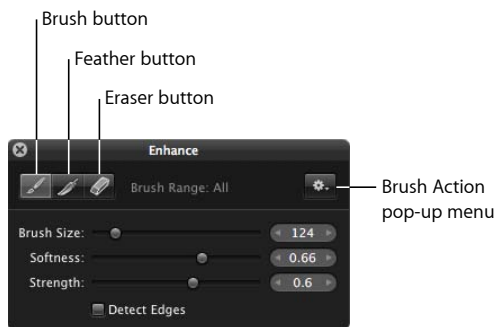 Brush button
Feather button
Eraser button
Enhance
Brush Range: All
Brush Action
pop-up menu
Brush Size: 124
Softness: 0.66
Strength: 0.6
Detect Edges